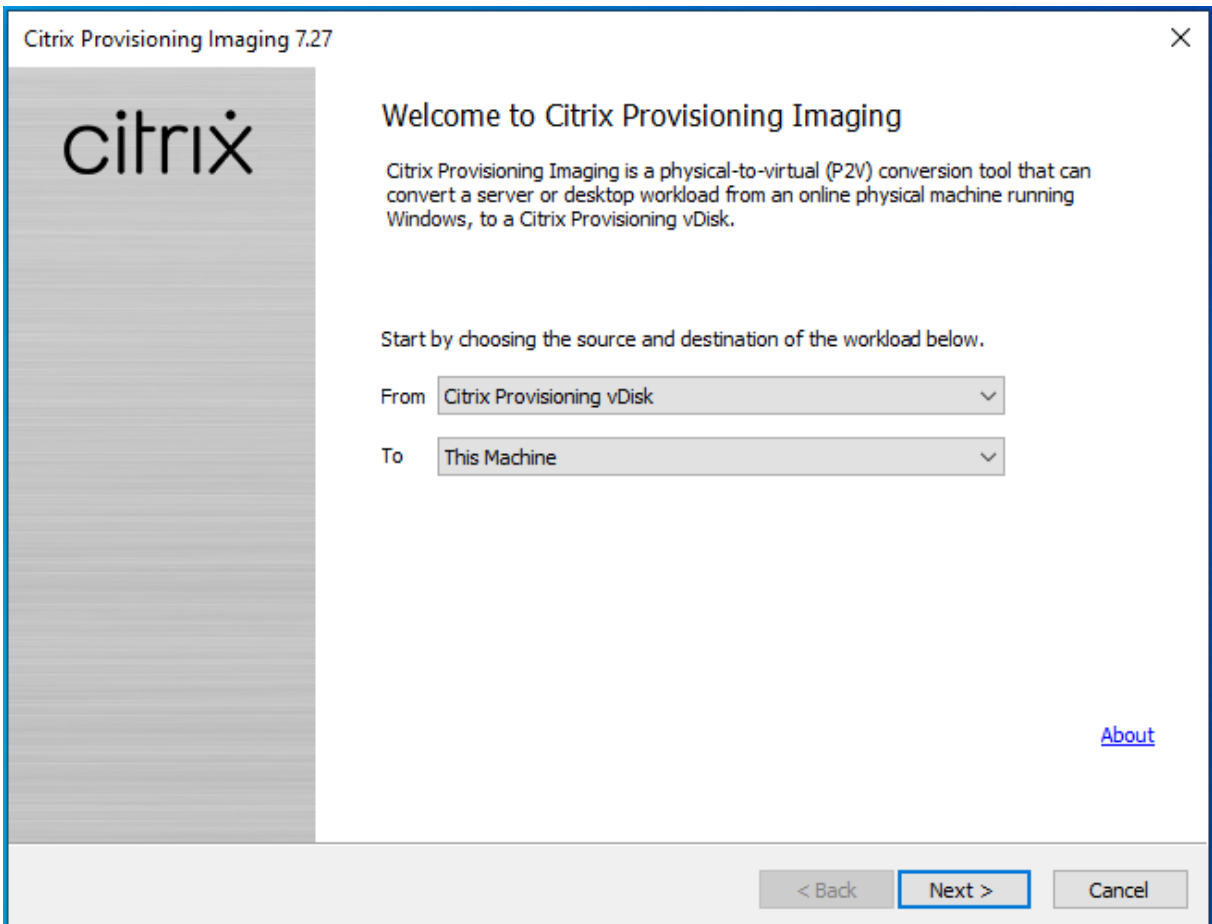 Citrix Provisioning Imaging 7.27
citrix
Welcome to Citrix Provisioning Imaging
Citrix Provisioning Imaging is a physical-to-virtual (P2V) conversion tool that can
convert a server or desktop workload from an online physical machine running
Windows, to a Citrix Provisioning vDisk.
Start by choosing the source and destination of the workload below.
From Citrix Provisioning vDisk
To This Machine
About
< Back Next > Cancel